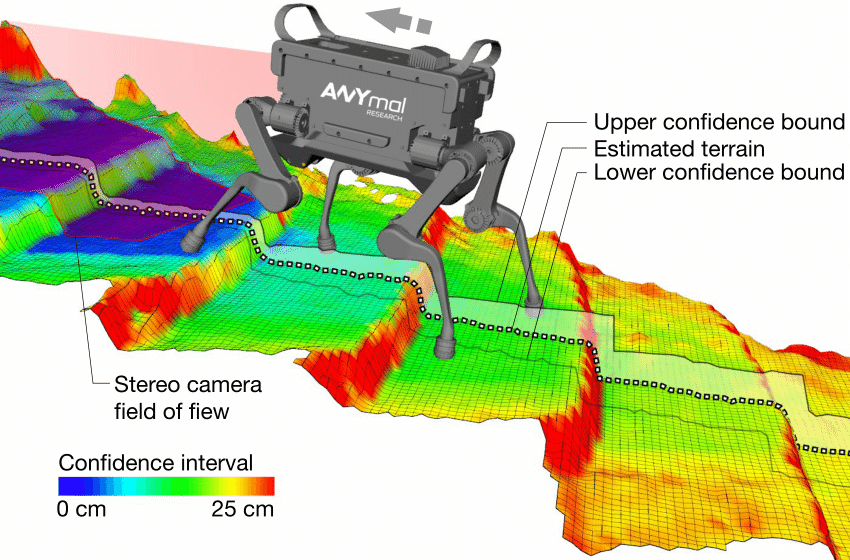 ANYmal
RESEARCH
Upper confidence bound
Estimated terrain
Lower confidence bound
Stereo camera
field of fiew
Confidence interval
0 cm 25 cm